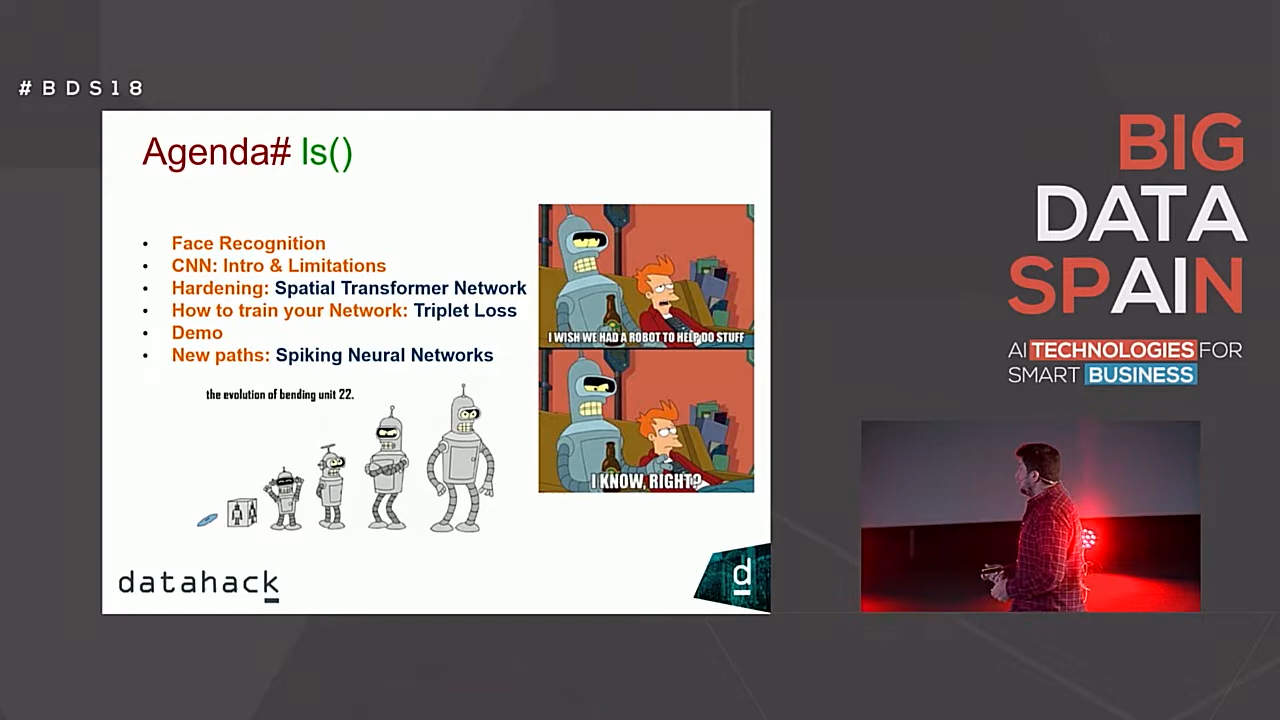 #BDS18
Agenda# ls()
• Face Recognition
• CNN: Intro & Limitations
• Hardening: Spatial Transformer Network
• How to train your Network: Triplet Loss
• Demo
• New paths: Spiking Neural Networks
the evolution of bending unit 22.
I WISH WE HAD A ROBOT TO HELP DO STUFF
I KNOW, RIGHT?
datahack
d
BIG
DATA
SPAIN
AI TECHNOLOGIES FOR
SMART BUSINESS